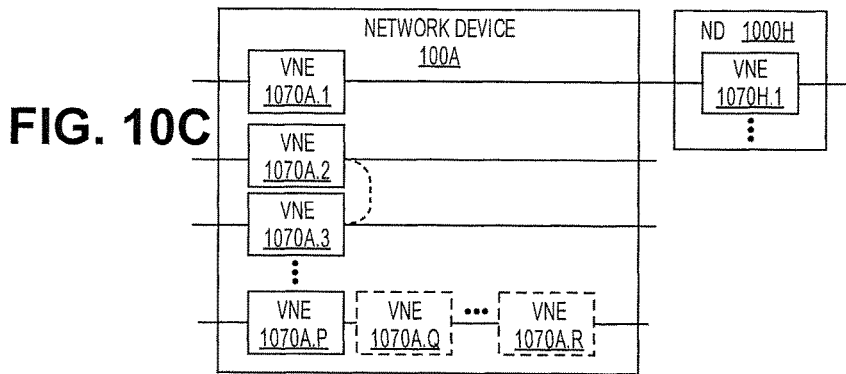 FIG. 10C
NETWORK DEVICE
100A
VNE
1070A.1
VNE
1070A.2
VNE
1070A.3
VNE
1070A.P
VNE
1070A.Q
VNE
1070A.R
ND 1000H
VNE
1070H.1